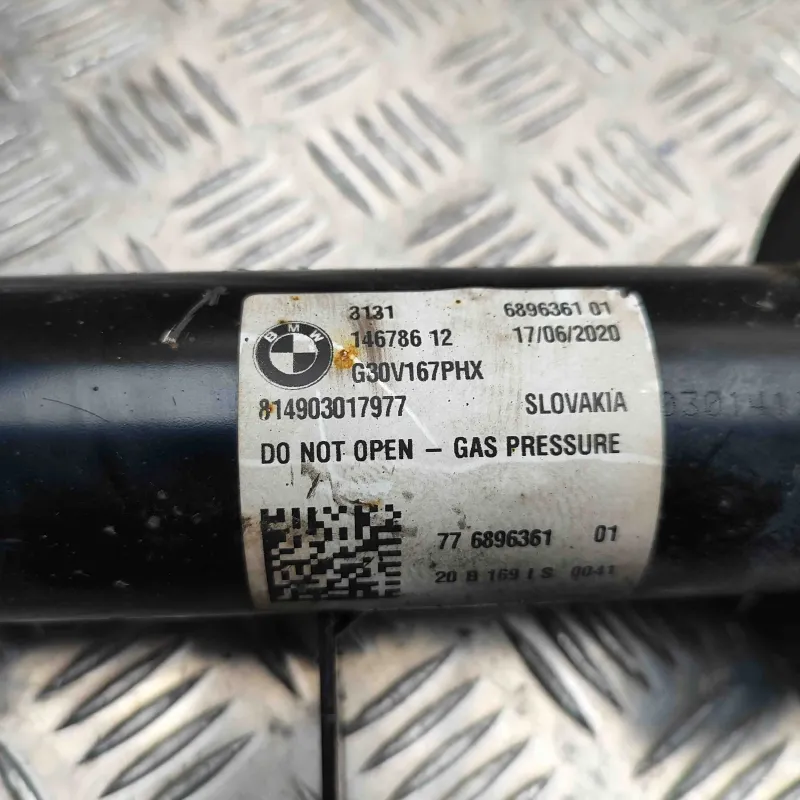 3131 6896361 01
BMW
146786 12 17/06/2020
G30V167PHX
814903017977 SLOVAKIA
DO NOT OPEN – GAS PRESSURE
77 6896361 01
20 B 169 I S 0041